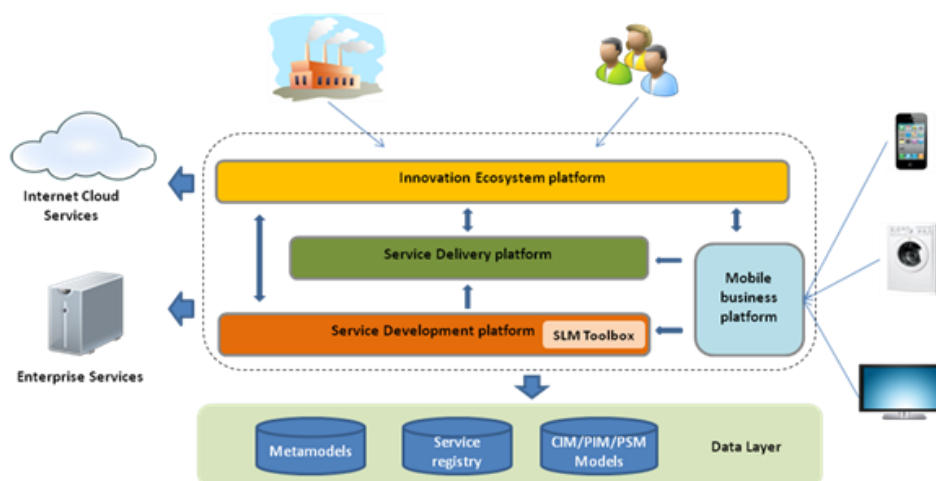 Innovation Ecosystem platform
Internet Cloud
Services
Service Delivery platform
Mobile
business
platform
Service Development platform
SLM Toolbox
Enterprise Services
Metamodels
Service
registry
CIM/PIM/PSM
Models
Data Layer